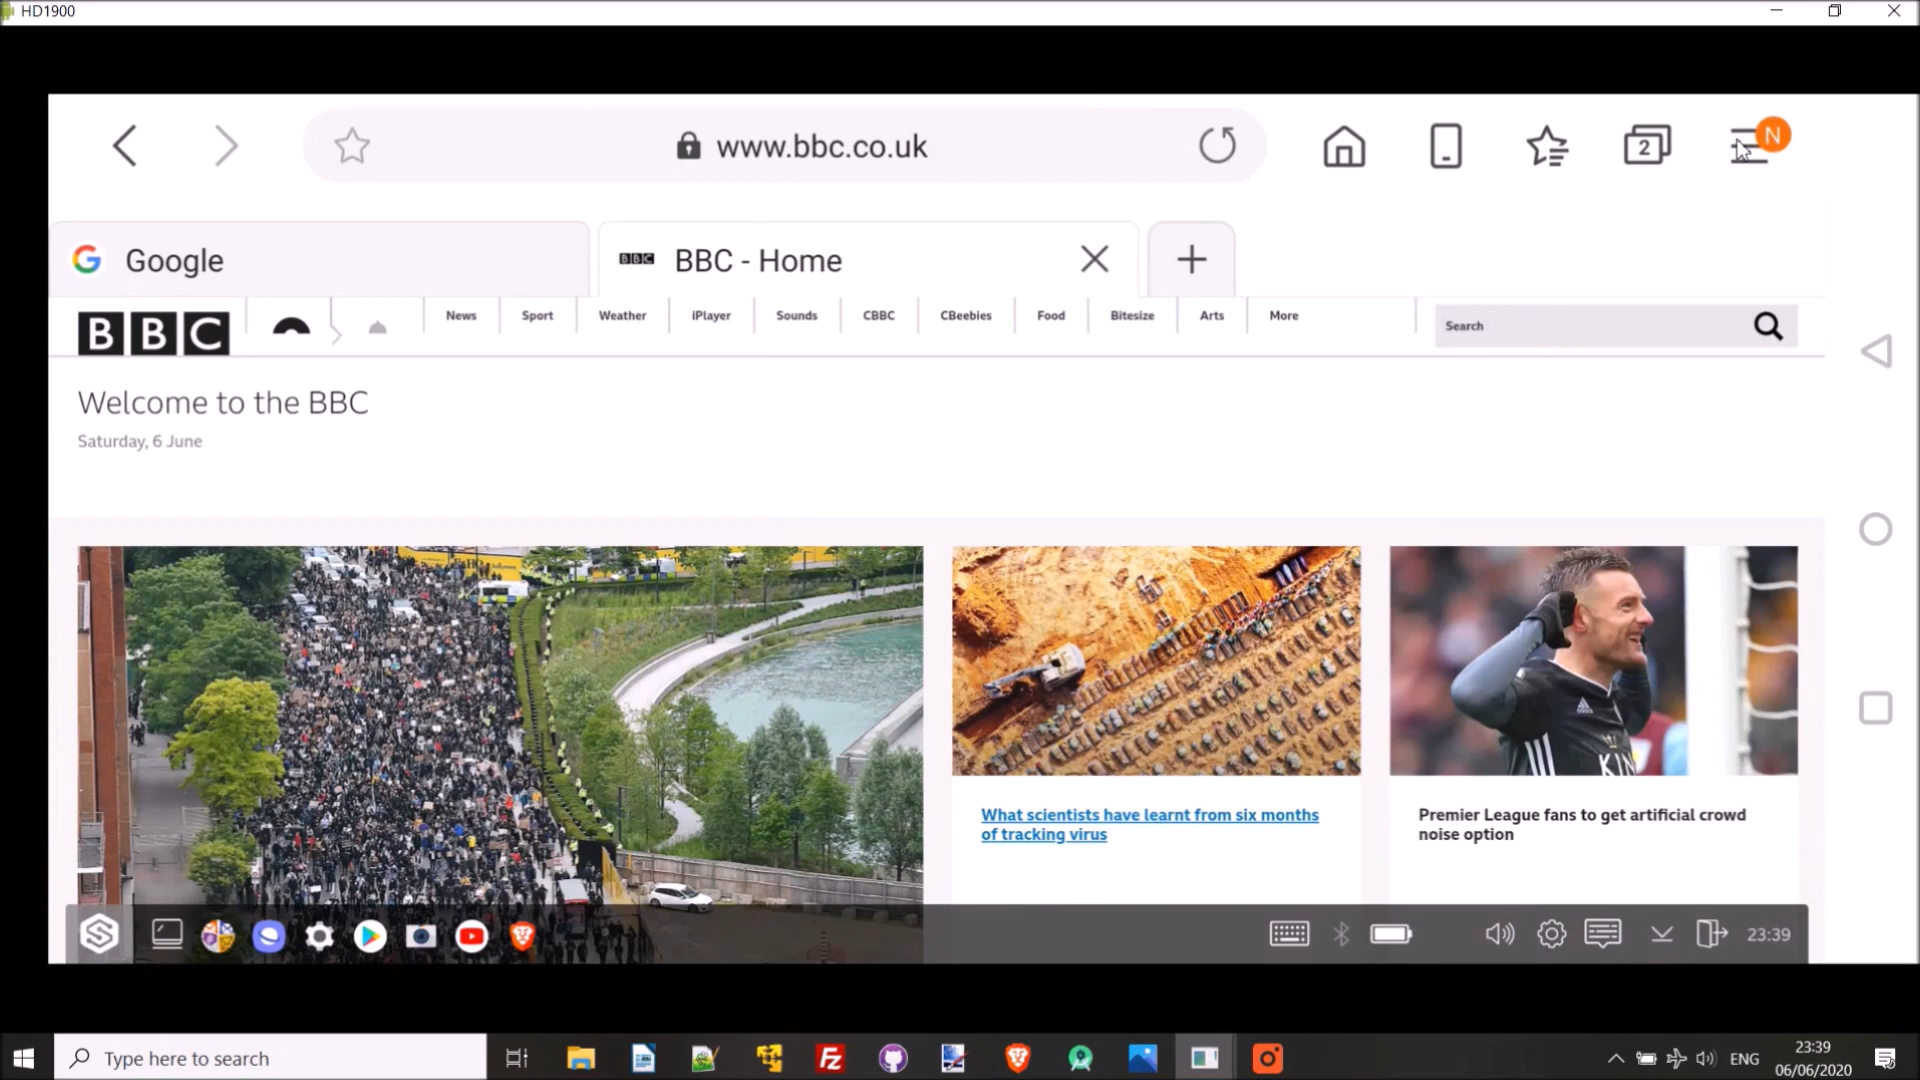 HD1900
www.bbc.co.uk
2
N
Google
BBC
BBC - Home
BBC
News
Sport
Weather
iPlayer
Sounds
CBBC
CBeebies
Food
Bitesize
Arts
More
Search
Welcome to the BBC
Saturday, 6 June
KIN
What scientists have learnt from six months
of tracking virus
Premier League fans to get artificial crowd
noise option
23:39
Type here to search
FZ
ENG
23:39
06/06/2020